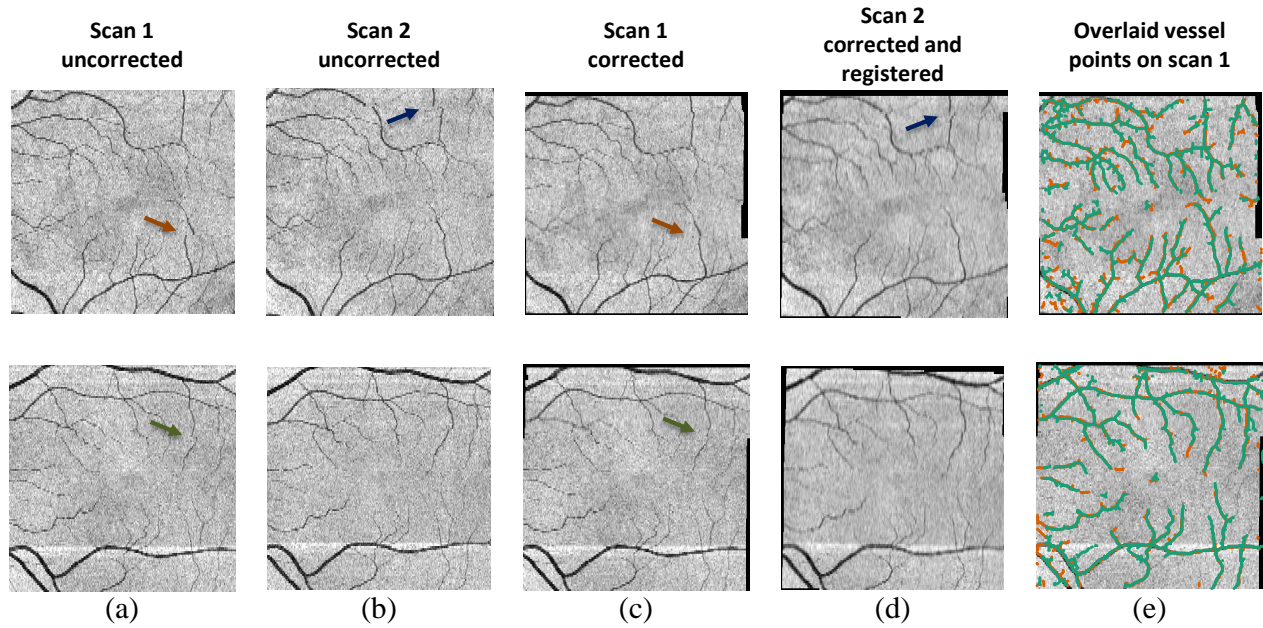 Scan 1
uncorrected
Scan 2
uncorrected
Scan 1
corrected
Scan 2
corrected and
registered
Overlaid vessel
points on scan 1
(a)
(b)
(c)
(d)
(e)